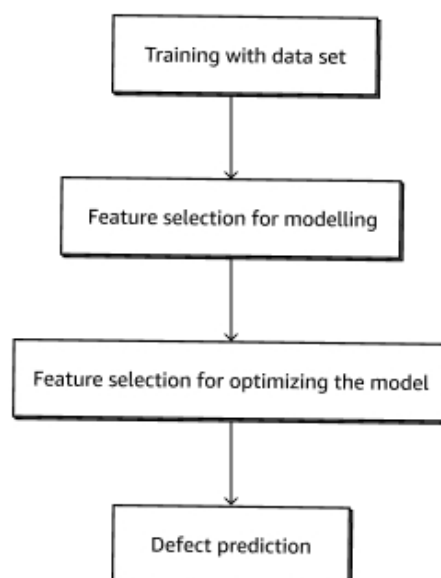 Training with data set
Feature selection for modelling
Feature selection for optimizing the model
Defect prediction